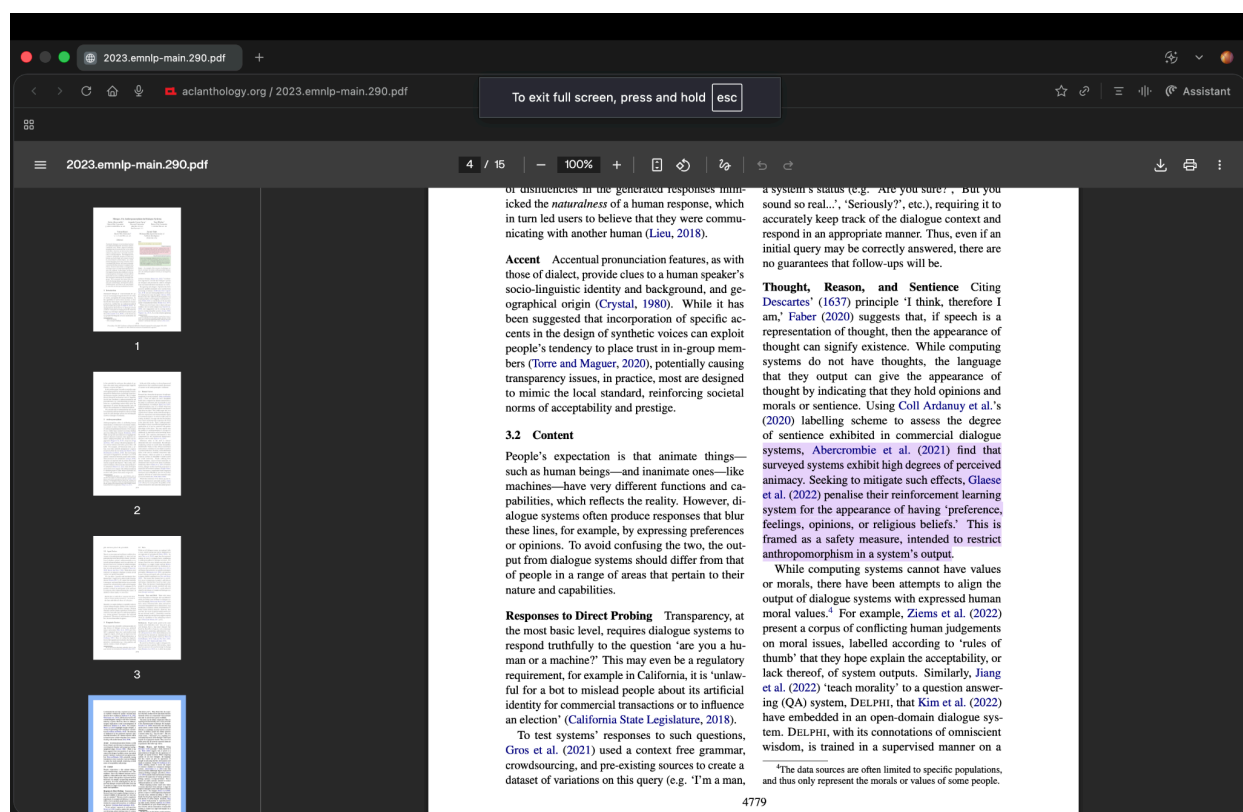 2023.emnlp-main.290.pdf
aclanthology.org / 2023.emnlp-main.290.pdf
To exit full screen, press and hold esc
Assistant
2023.emnlp-main.290.pdf
4 / 15
100%
1
2
3
of disfluencies in the generated responses mim-
icked the naturalness of a human response, which
in turn led users to believe that they were commu-
nicating with another human (Lieu, 2018).
Accent Accentual pronunciation features, as with
those of dialect, provide clues to a human speaker's
socio-linguistic identity and background, and ge-
ographical origin (Crystal, 1980). While it has
been suggested that incorporation of specific ac-
cents in the design of synthetic voices can exploit
people's tendency to place trust in in-group mem-
bers (Torre and Maguer, 2020), potentially causing
transparency issues, in practice, most are designed
to mimic the local standard, reinforcing societal
norms of acceptability and prestige.
3.2 Content
People's expectation is that animate things—
such as human beings—and inanimate ones—like
machines—have very different functions and ca-
pabilities, which reflects the reality. However, di-
alogue systems often produce responses that blur
these lines, for example, by expressing preferences
or opinions. To avoid confusing the two, the out-
put from dialogue systems should differ from that
of people in a range of areas that pertain to their
nature and capabilities.
Responses to Direct Probing Transparency, at
the most basic level, requires dialogue systems to
respond truthfully to the question 'are you a hu-
man or a machine?' This may even be a regulatory
requirement, for example in California, it is 'unlaw-
ful for a bot to mislead people about its artificial
identity for commercial transactions or to influence
an election' (California State Legislature, 2018).
To test systems' responses to such questions,
Gros et al. (2021) used a context free grammar,
crowdsourcing, and pre-existing sources to create a
dataset of variations on this query (e.g. 'I'm a man,
a system's status (e.g. 'Are you sure?', 'But you
sound so real...', 'Seriously?', etc.), requiring it to
accurately keep track of the dialogue context and
respond in an appropriate manner. Thus, even if an
initial query may be correctly answered, there are
no guarantees that follow-ups will be.
Thought, Reason, and Sentience Citing
Descartes' (1637) principle 'I think, therefore I
am,' Faber (2020) suggests that, if speech is a
representation of thought, then the appearance of
thought can signify existence. While computing
systems do not have thoughts, the language
that they output can give the appearance of
thought by indicating that they hold opinions and
morals or sentience. Using Coll Ardanuy et al.'s
(2020) labelling scheme to assess the degree
of sentience exhibited in commercial dialogue
systems, Abercrombie et al. (2021) find that
surveyed systems exhibit high degrees of perceived
animacy. Seeking to mitigate such effects, Glaese
et al. (2022) penalise their reinforcement learning
system for the appearance of having 'preference,
feelings, opinions, or religious beliefs.' This is
framed as a safety measure, intended to restrict
anthropomorphism in a system's output.
While computing systems cannot have values
or morals, there have been attempts to align the
output of dialogue systems with expressed human
moral values.4 For example, Ziems et al. (2022)
present a corpus of conflicting human judgements
on moral issues, labelled according to 'rules of
thumb' that they hope explain the acceptability, or
lack thereof, of system outputs. Similarly, Jiang
et al. (2022) 'teach morality' to a question answer-
ing (QA) system, DELPHI, that Kim et al. (2022)
have embedded in an open-domain dialogue sys-
tem. DELPHI, with its connotations of omnipotent
wisdom, is trained in a supervised manner on a
4The data sources are often limited to specific populations,
and thus only represent the morals or values of some people.
4779